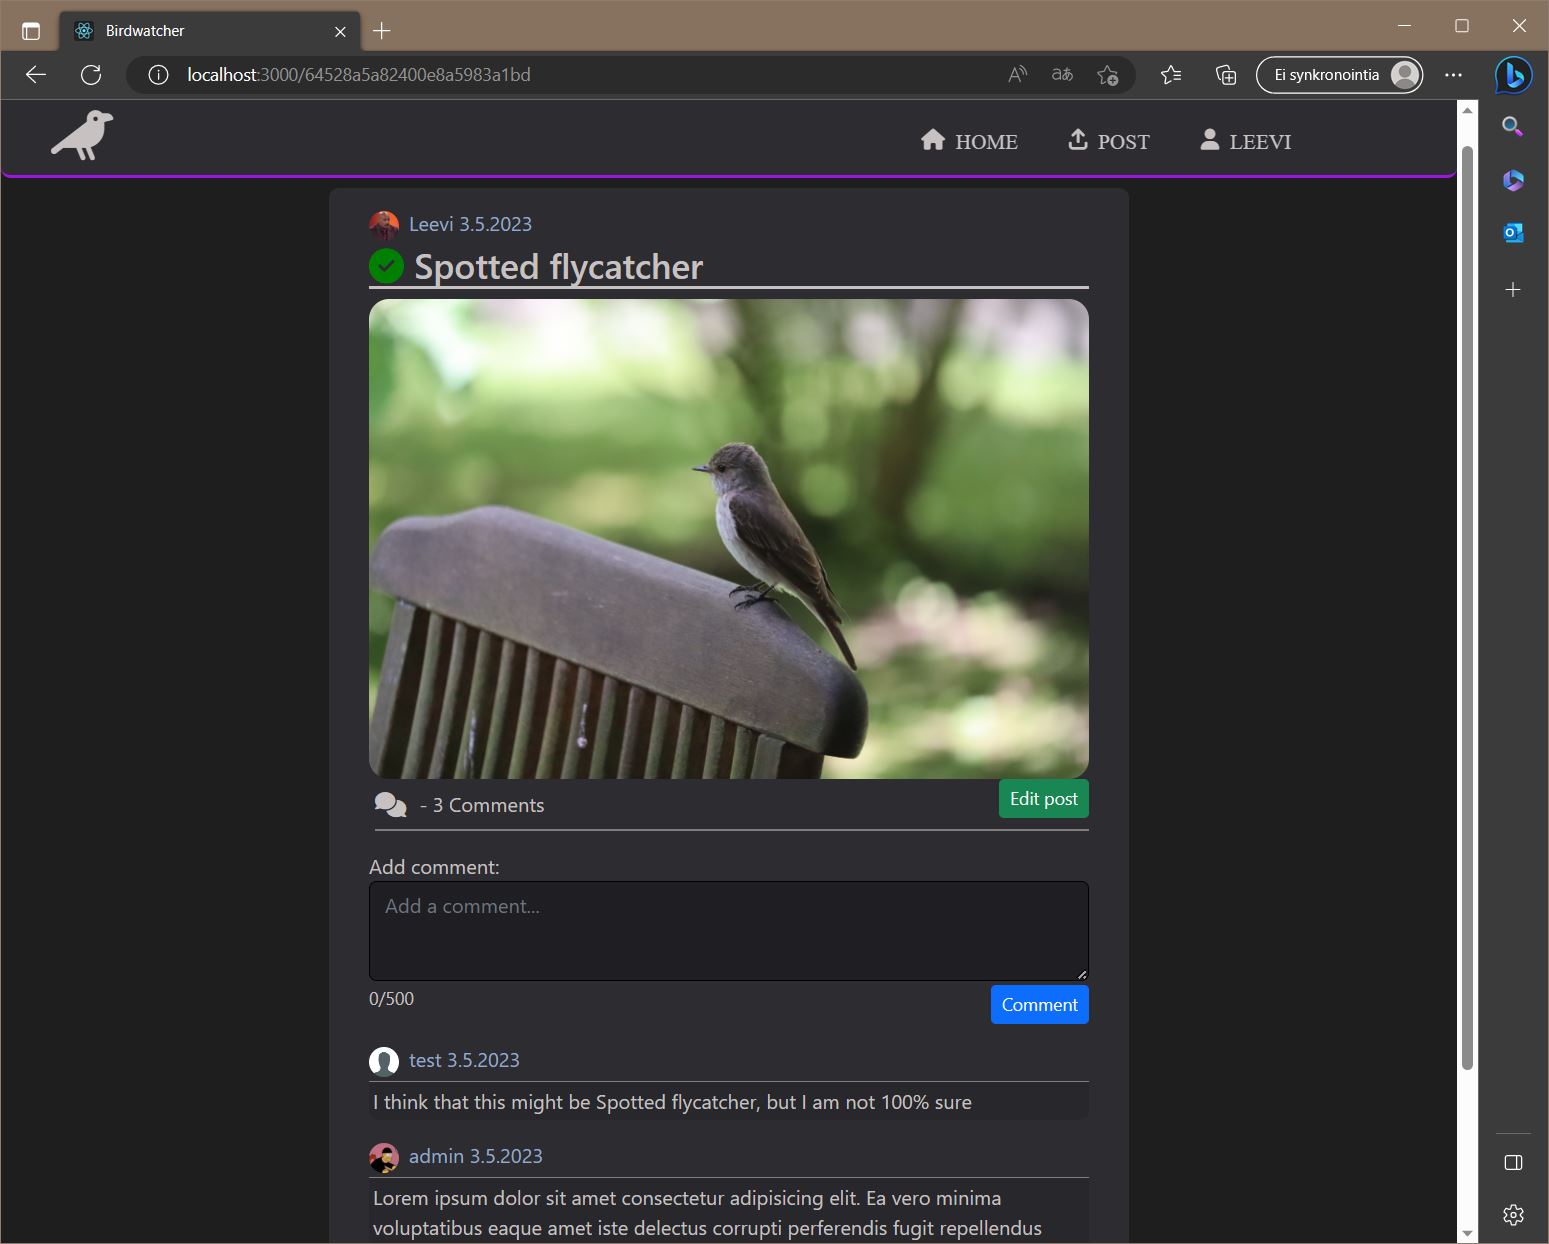 Birdwatcher
localhost:3000/64528a5a82400e8a5983a1bd
Ei synkronointia
HOME
POST
LEEVI
Leevi 3.5.2023
Spotted flycatcher
- 3 Comments
Edit post
Add comment:
Add a comment...
0/500
Comment
test 3.5.2023
I think that this might be Spotted flycatcher, but I am not 100% sure
admin 3.5.2023
Lorem ipsum dolor sit amet consectetur adipisicing elit. Ea vero minima
voluptatibus eaque amet iste delectus corrupti perferendis fugit repellendus